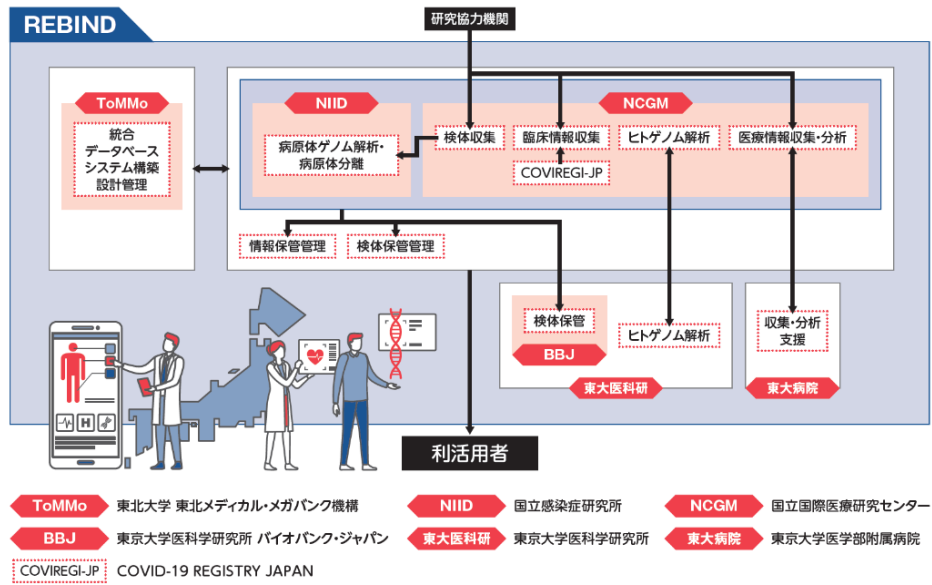 REBIND
研究協力機関
ToMMo
統合
データベース
システム構築
設計管理
NIID
病原体ゲノム解析・
病原体分離
NCGM
検体収集
臨床情報収集
COVIREGI-JP
ヒトゲノム解析
医療情報収集・分析
情報保管管理
検体保管管理
検体保管
BBJ
ヒトゲノム解析
東大医科研
収集・分析
支援
東大病院
H
利活用者
ToMMo 東北大学 東北メディカル・メガバンク機構
NIID 国立感染症研究所
NCGM 国立国際医療研究センター
BBJ 東京大学医科学研究所 バイオバンク・ジャパン
東大医科研 東京大学医科学研究所
東大病院 東京大学医学部附属病院
COVIREGI-JP COVID-19 REGISTRY JAPAN